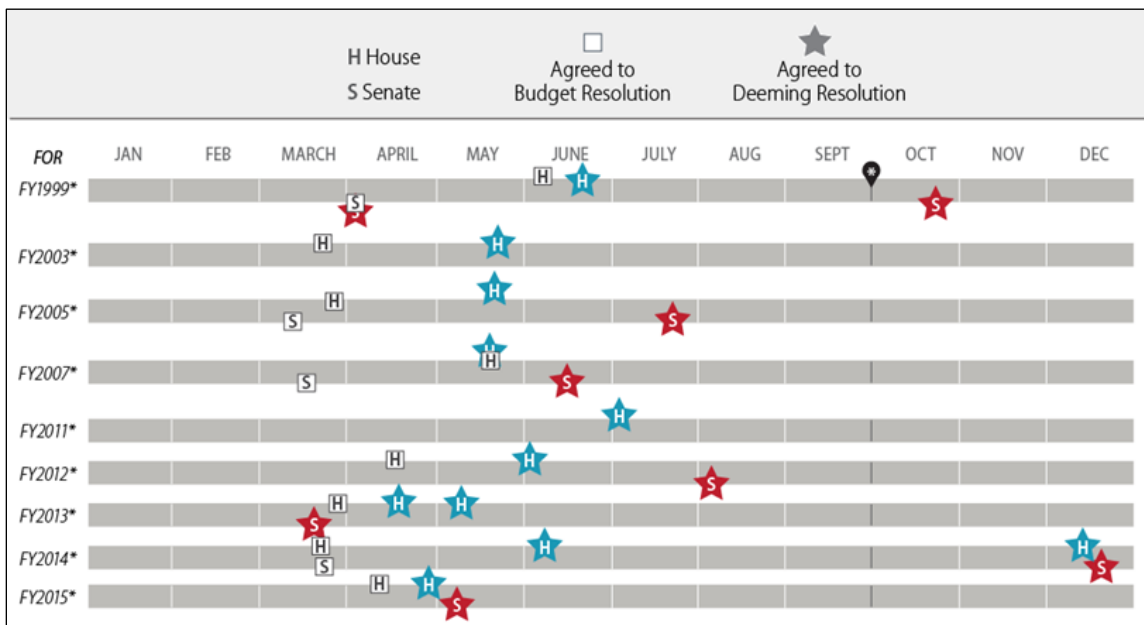 H House
S Senate
Agreed to
Budget Resolution
Agreed to
Deeming Resolution
FOR JAN FEB MARCH APRIL MAY JUNE JULY AUG SEPT OCT NOV DEC
FY1999* H H * S
S S
FY2003* H H
H
FY2005* H
S S
H
FY2007* H
S S
FY2011* H
FY2012* H H
S
FY2013* H H H
S
FY2014* H H H
S S
FY2015* H H
S